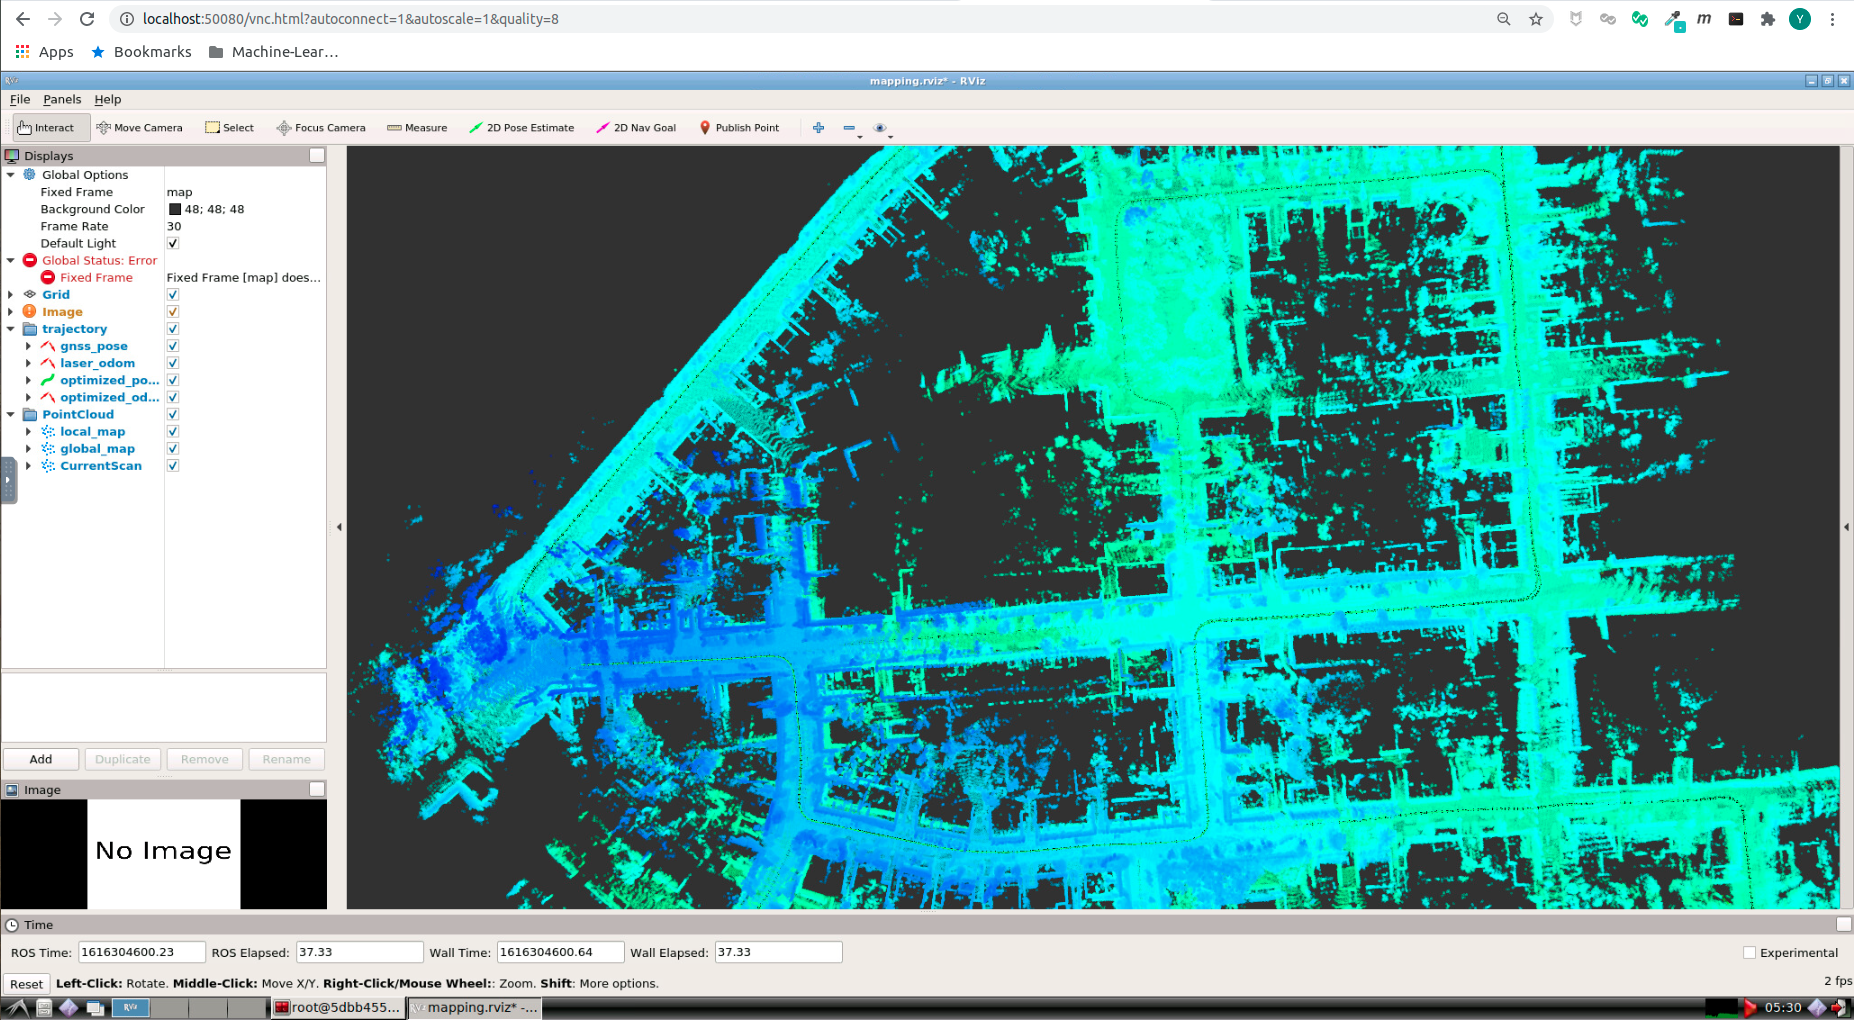 localhost:50080/vnc.html?autoconnect=1&autoscale=1&quality=8
m
Y
Apps Bookmarks Machine-Lear...
mapping.rviz* - RViz
File Panels Help
Interact Move Camera Select Focus Camera Measure 2D Pose Estimate 2D Nav Goal Publish Point
Displays
Global Options
Fixed Frame map
Background Color 48; 48; 48
Frame Rate 30
Default Light
Global Status: Error
Fixed Frame Fixed Frame [map] does...
Grid
Image
trajectory
gnss_pose
laser_odom
optimized_po...
optimized_od...
PointCloud
local_map
global_map
CurrentScan
Add Duplicate Remove Rename
Image
No Image
Time
ROS Time: 1616304600.23 ROS Elapsed: 37.33 Wall Time: 1616304600.64 Wall Elapsed: 37.33 Experimental
Reset Left-Click: Rotate. Middle-Click: Move X/Y. Right-Click/Mouse Wheel:: Zoom. Shift: More options. 2 fps
RViz root@5dbb455... mapping.rviz* -... 05:30